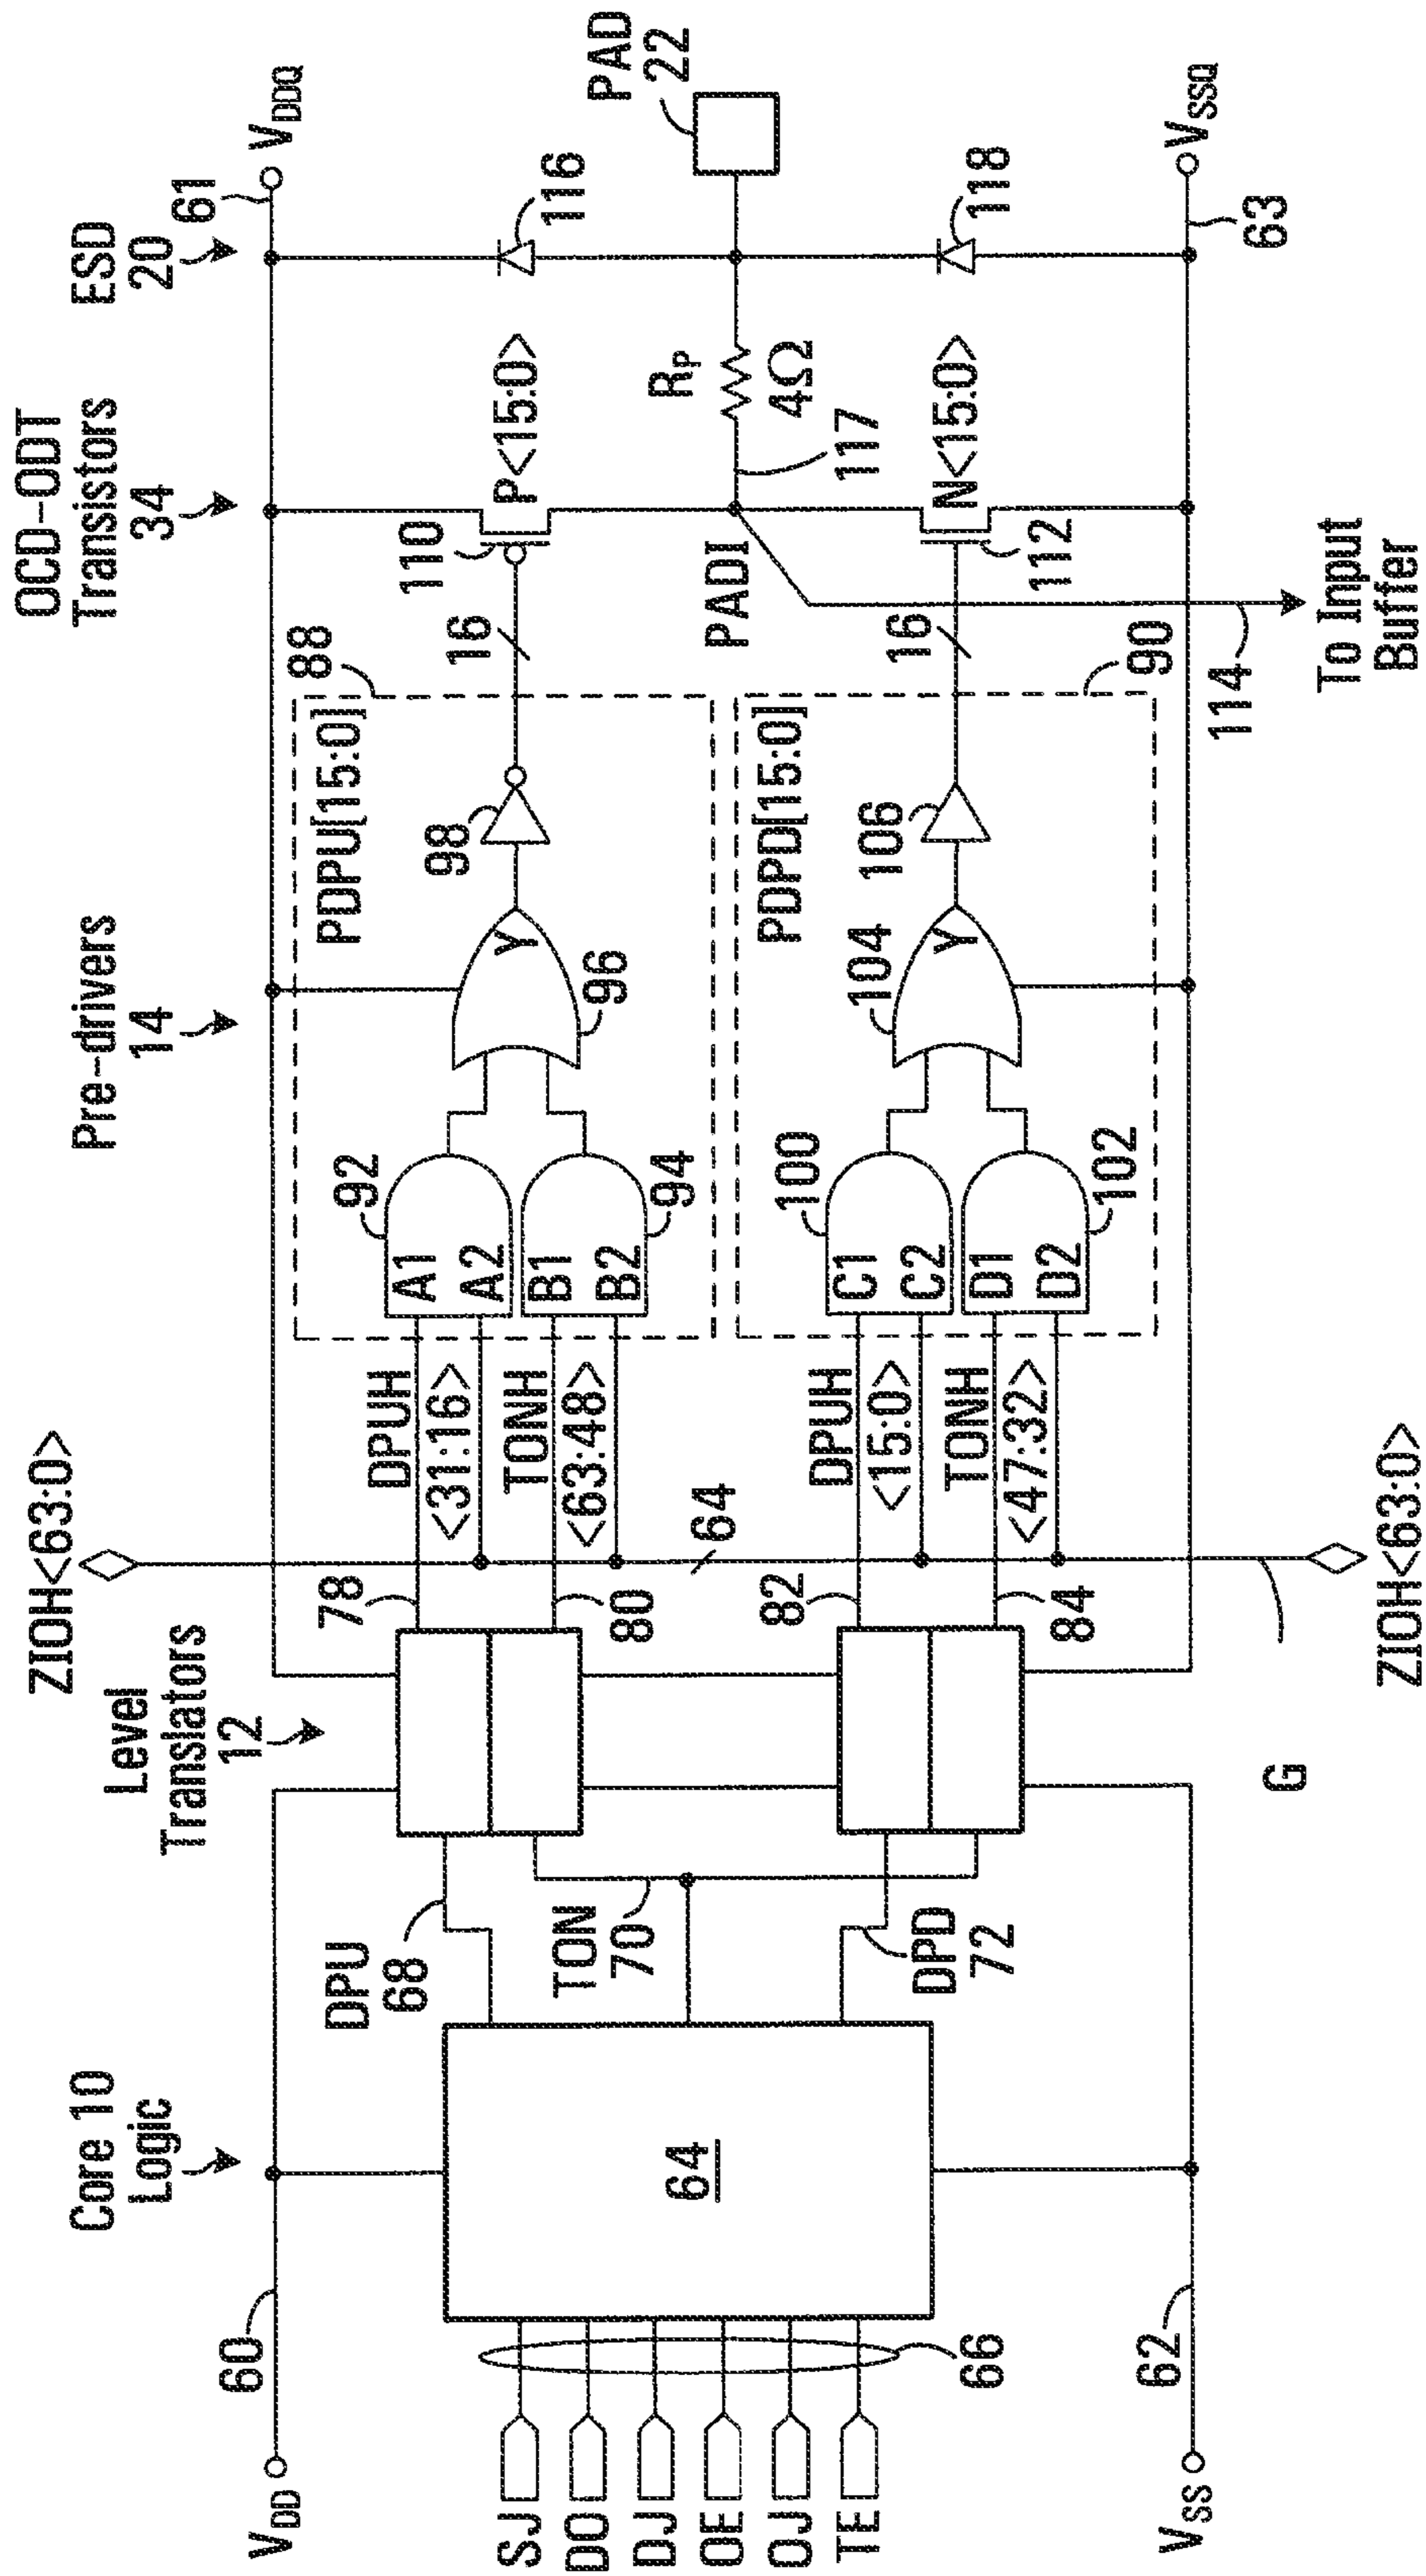 Core 10
Logic
Level
Translators
12
Pre-drivers
14
OCD-ODT
Transistors
34
ESD
20
VDD
60
61
VDDQ
ZIOH<63:0>
SJ
DO
DJ
OE
OJ
TE
66
64
DPU
68
TON
70
DPD
72
78
80
82
84
64
DPUH
<31:16>
TONH
<63:48>
DPUH
<15:0>
TONH
<47:32>
88
PDPU[15:0]
92
A1
A2
B1
B2
94
Y
96
98
16
110
P<15:0>
90
PDPD[15:0]
100
C1
C2
D1
D2
102
104
Y
106
16
112
N<15:0>
PADI
117
RP
4Ω
116
118
PAD
22
114
To Input
Buffer
VSS
62
63
VSSQ
G
ZIOH<63:0>